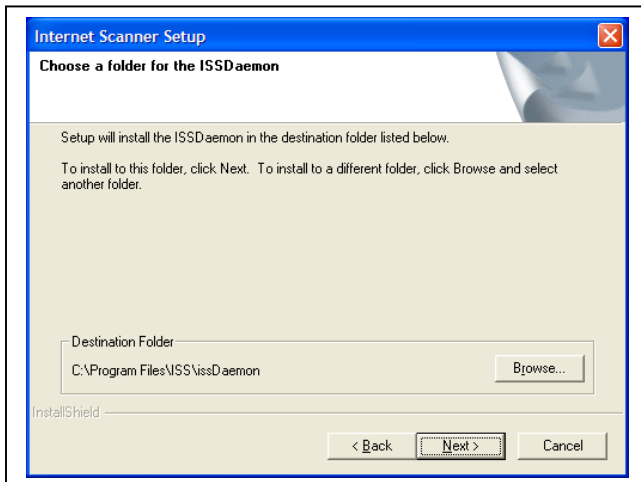 Internet Scanner Setup
Choose a folder for the ISSDaemon
Setup will install the ISSDaemon in the destination folder listed below.
To install to this folder, click Next.  To install to a different folder, click Browse and select
another folder.
Destination Folder
C:\Program Files\ISS\issDaemon
Browse...
InstallShield
< Back
Next >
Cancel